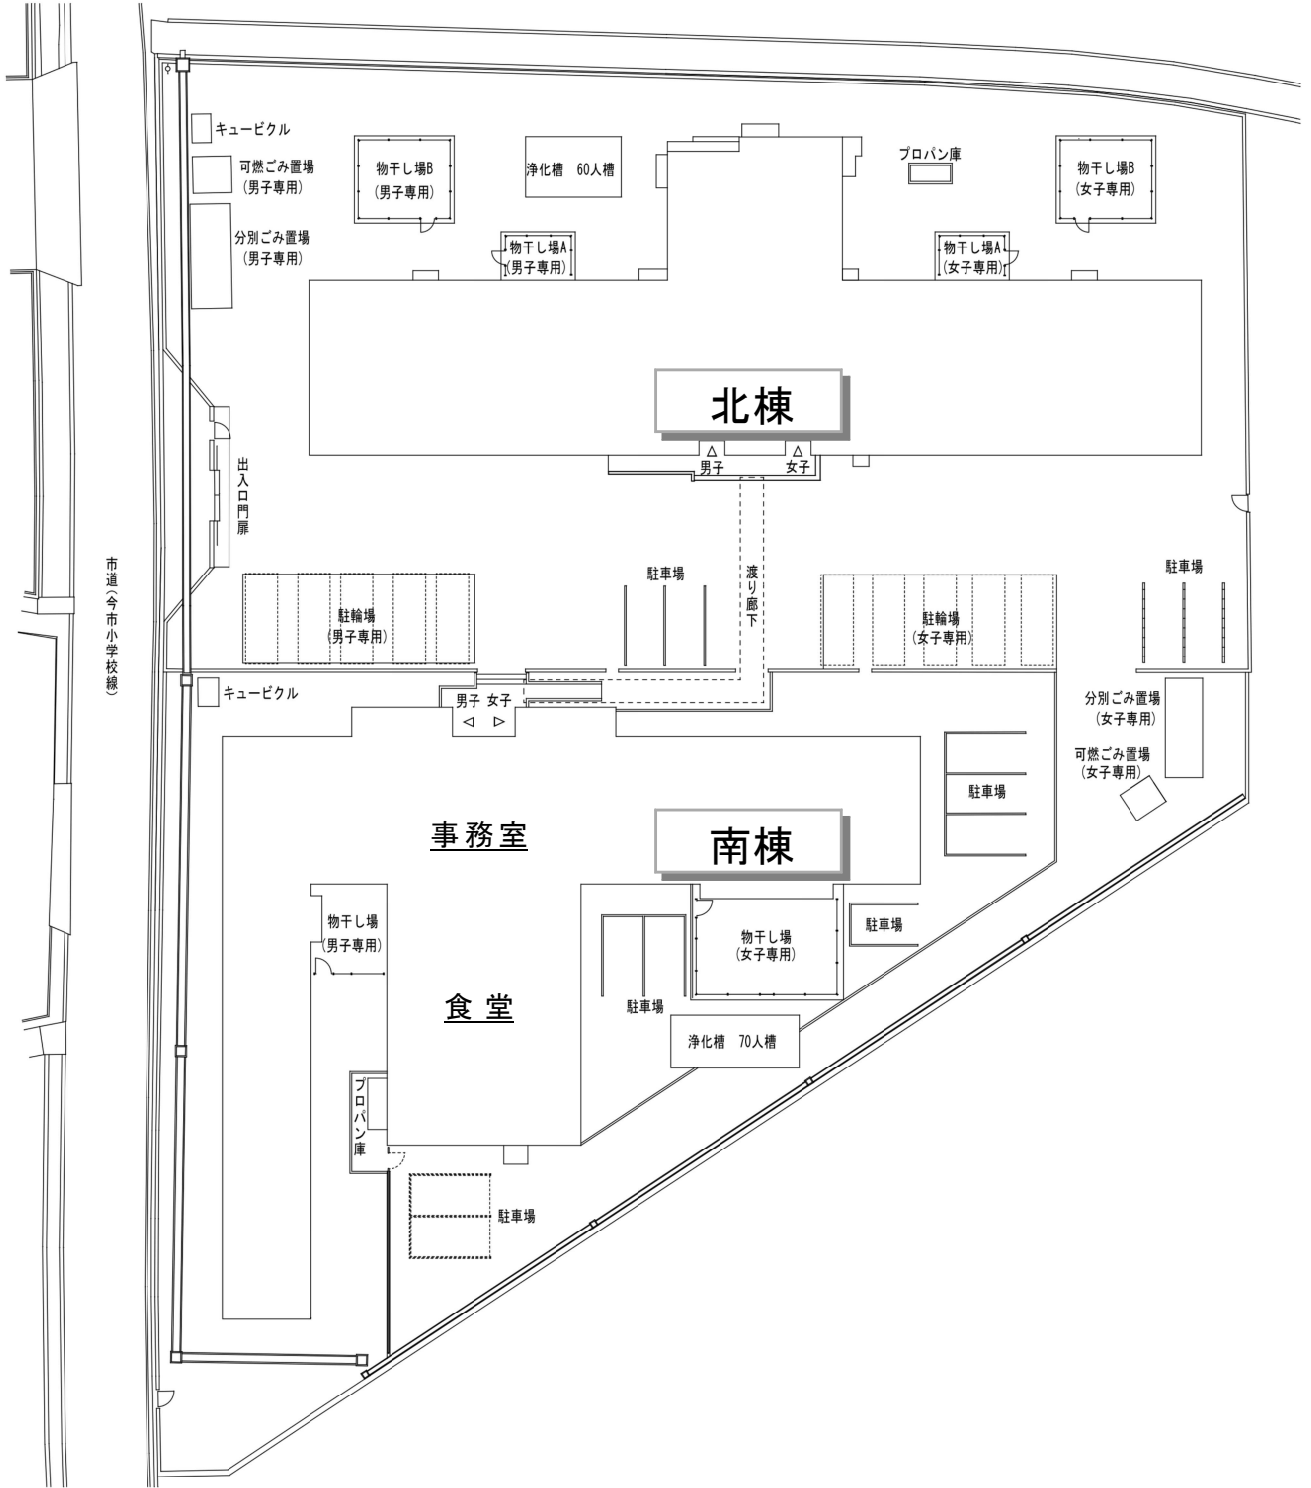 キュービクル
可燃ごみ置場
(男子専用)
分別ごみ置場
(男子専用)
物干し場B
(男子専用)
浄化槽　60人槽
プロパン庫
物干し場B
(女子専用)
物干し場A
(男子専用)
物干し場A
(女子専用)
北棟
男子
女子
出入口門扉
市道(今市小学校線)
駐輪場
(男子専用)
駐車場
渡り廊下
駐輪場
(女子専用)
駐車場
キュービクル
男子 女子
分別ごみ置場
(女子専用)
可燃ごみ置場
(女子専用)
駐車場
事務室
南棟
物干し場
(男子専用)
物干し場
(女子専用)
駐車場
食堂
駐車場
浄化槽　70人槽
プロパン庫
駐車場